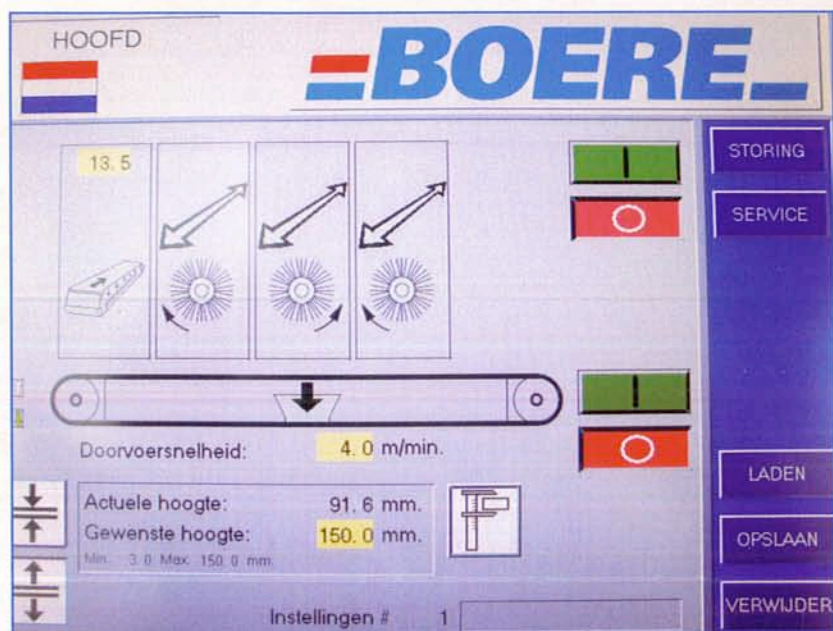 HOOFD
BOERE
13.5
STORING
SERVICE
Doorvoersnelheid: 4.0 m/min.
Actuele hoogte: 91.6 mm.
Gewenste hoogte: 150.0 mm.
Min. 3.0 Max. 150.0 mm.
LADEN
OPSLAAN
VERWIJDER
Instellingen # 1